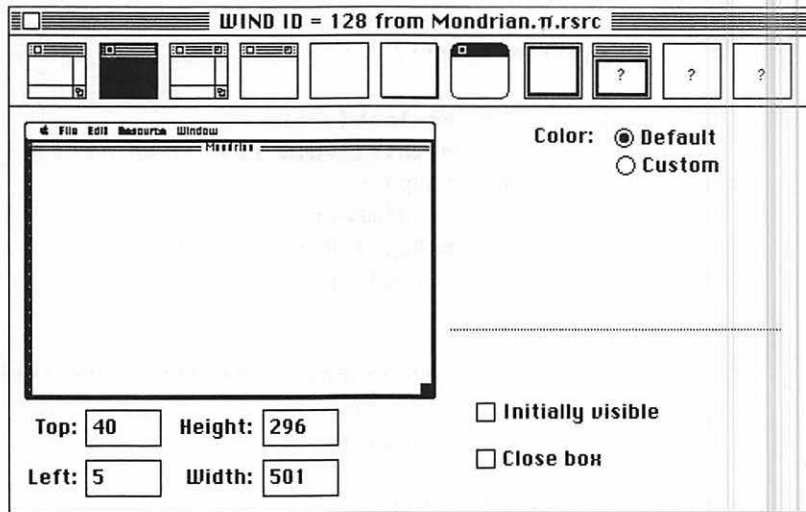 WIND ID = 128 from Mondrian.π.rsrc
? ? ?
File Edit Resource Window
Mondrian
Color: Default
Custom
Initially visible
Close box
Top: 40 Height: 296
Left: 5 Width: 501